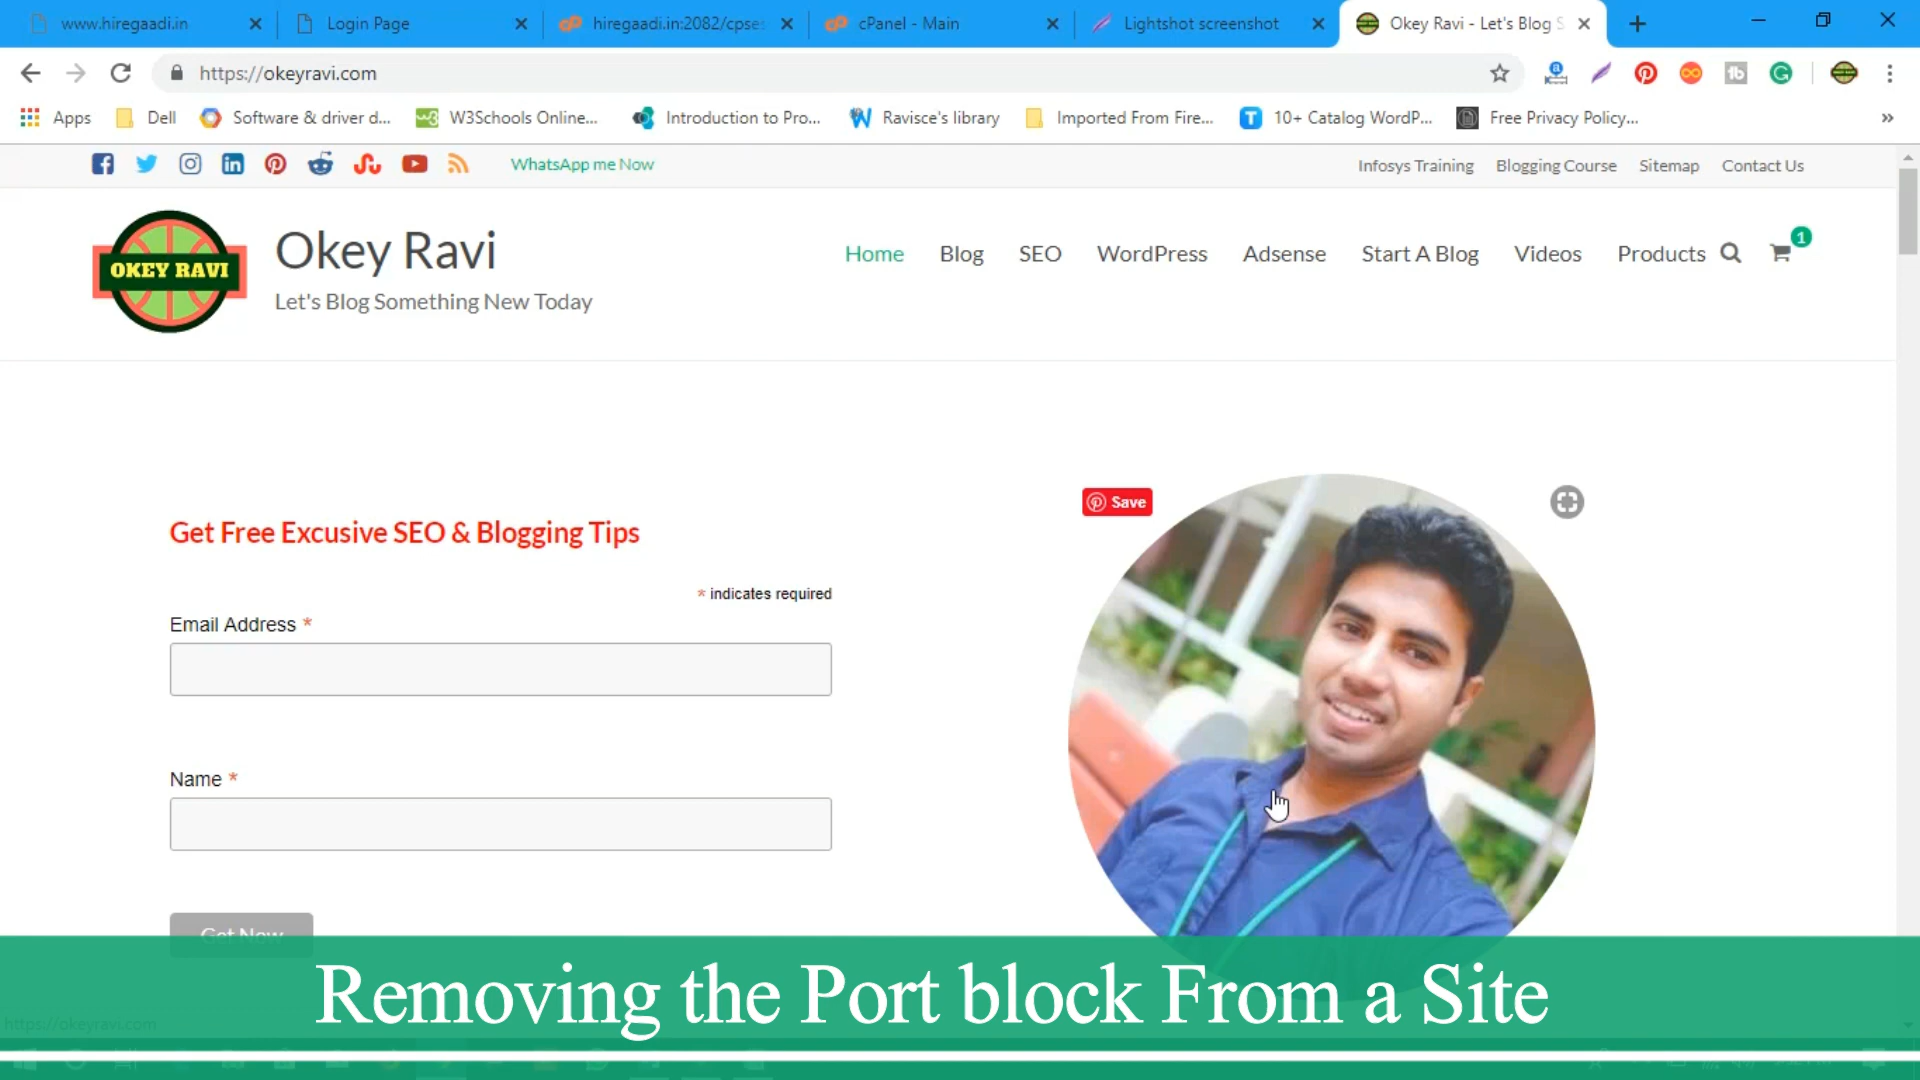 www.hiregaadi.in
Login Page
hiregaadi.in:2082/cpse
cPanel - Main
Lightshot screenshot
Okey Ravi - Let's Blog S
https://okeyravi.com
Apps
Dell
Software & driver d...
W3Schools Online...
Introduction to Pro...
Ravisce's library
Imported From Fire...
10+ Catalog WordP...
Free Privacy Policy...
WhatsApp me Now
Infosys Training
Blogging Course
Sitemap
Contact Us
OKEY RAVI
Okey Ravi
Let's Blog Something New Today
Home
Blog
SEO
WordPress
Adsense
Start A Blog
Videos
Products
1
Save
Get Free Excusive SEO & Blogging Tips
* indicates required
Email Address *
Name *
Get Now
Removing the Port block From a Site
https://okeyravi.com